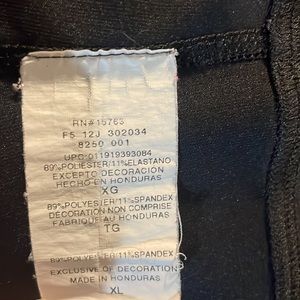 RN#15763
F5 12J 302034
8250 001
UPC:011919393084
89%POLIESTER/11%ELASTANO
EXCEPTO DECORACION
HECHO EN HONDURAS
XG
89%POLYESTER/11%SPANDEX
DÉCORATION NON COMPRISE
FABRIQUÉ AU HONDURAS
TG
89%POLYESTER/11%SPANDEX
EXCLUSIVE OF DECORATION
MADE IN HONDURAS
XL